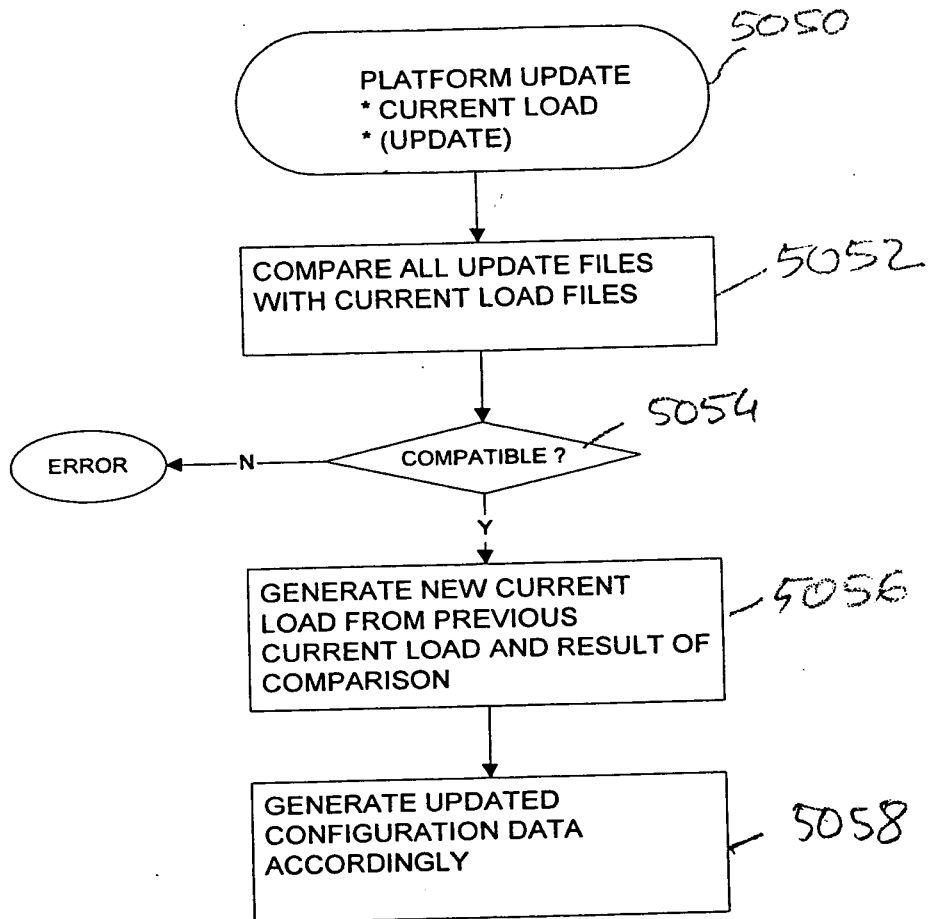 5050
PLATFORM UPDATE
* CURRENT LOAD
* (UPDATE)
COMPARE ALL UPDATE FILES
WITH CURRENT LOAD FILES
5052
5054
COMPATIBLE ?
N
ERROR
Y
GENERATE NEW CURRENT
LOAD FROM PREVIOUS
CURRENT LOAD AND RESULT OF
COMPARISON
5056
GENERATE UPDATED
CONFIGURATION DATA
ACCORDINGLY
5058